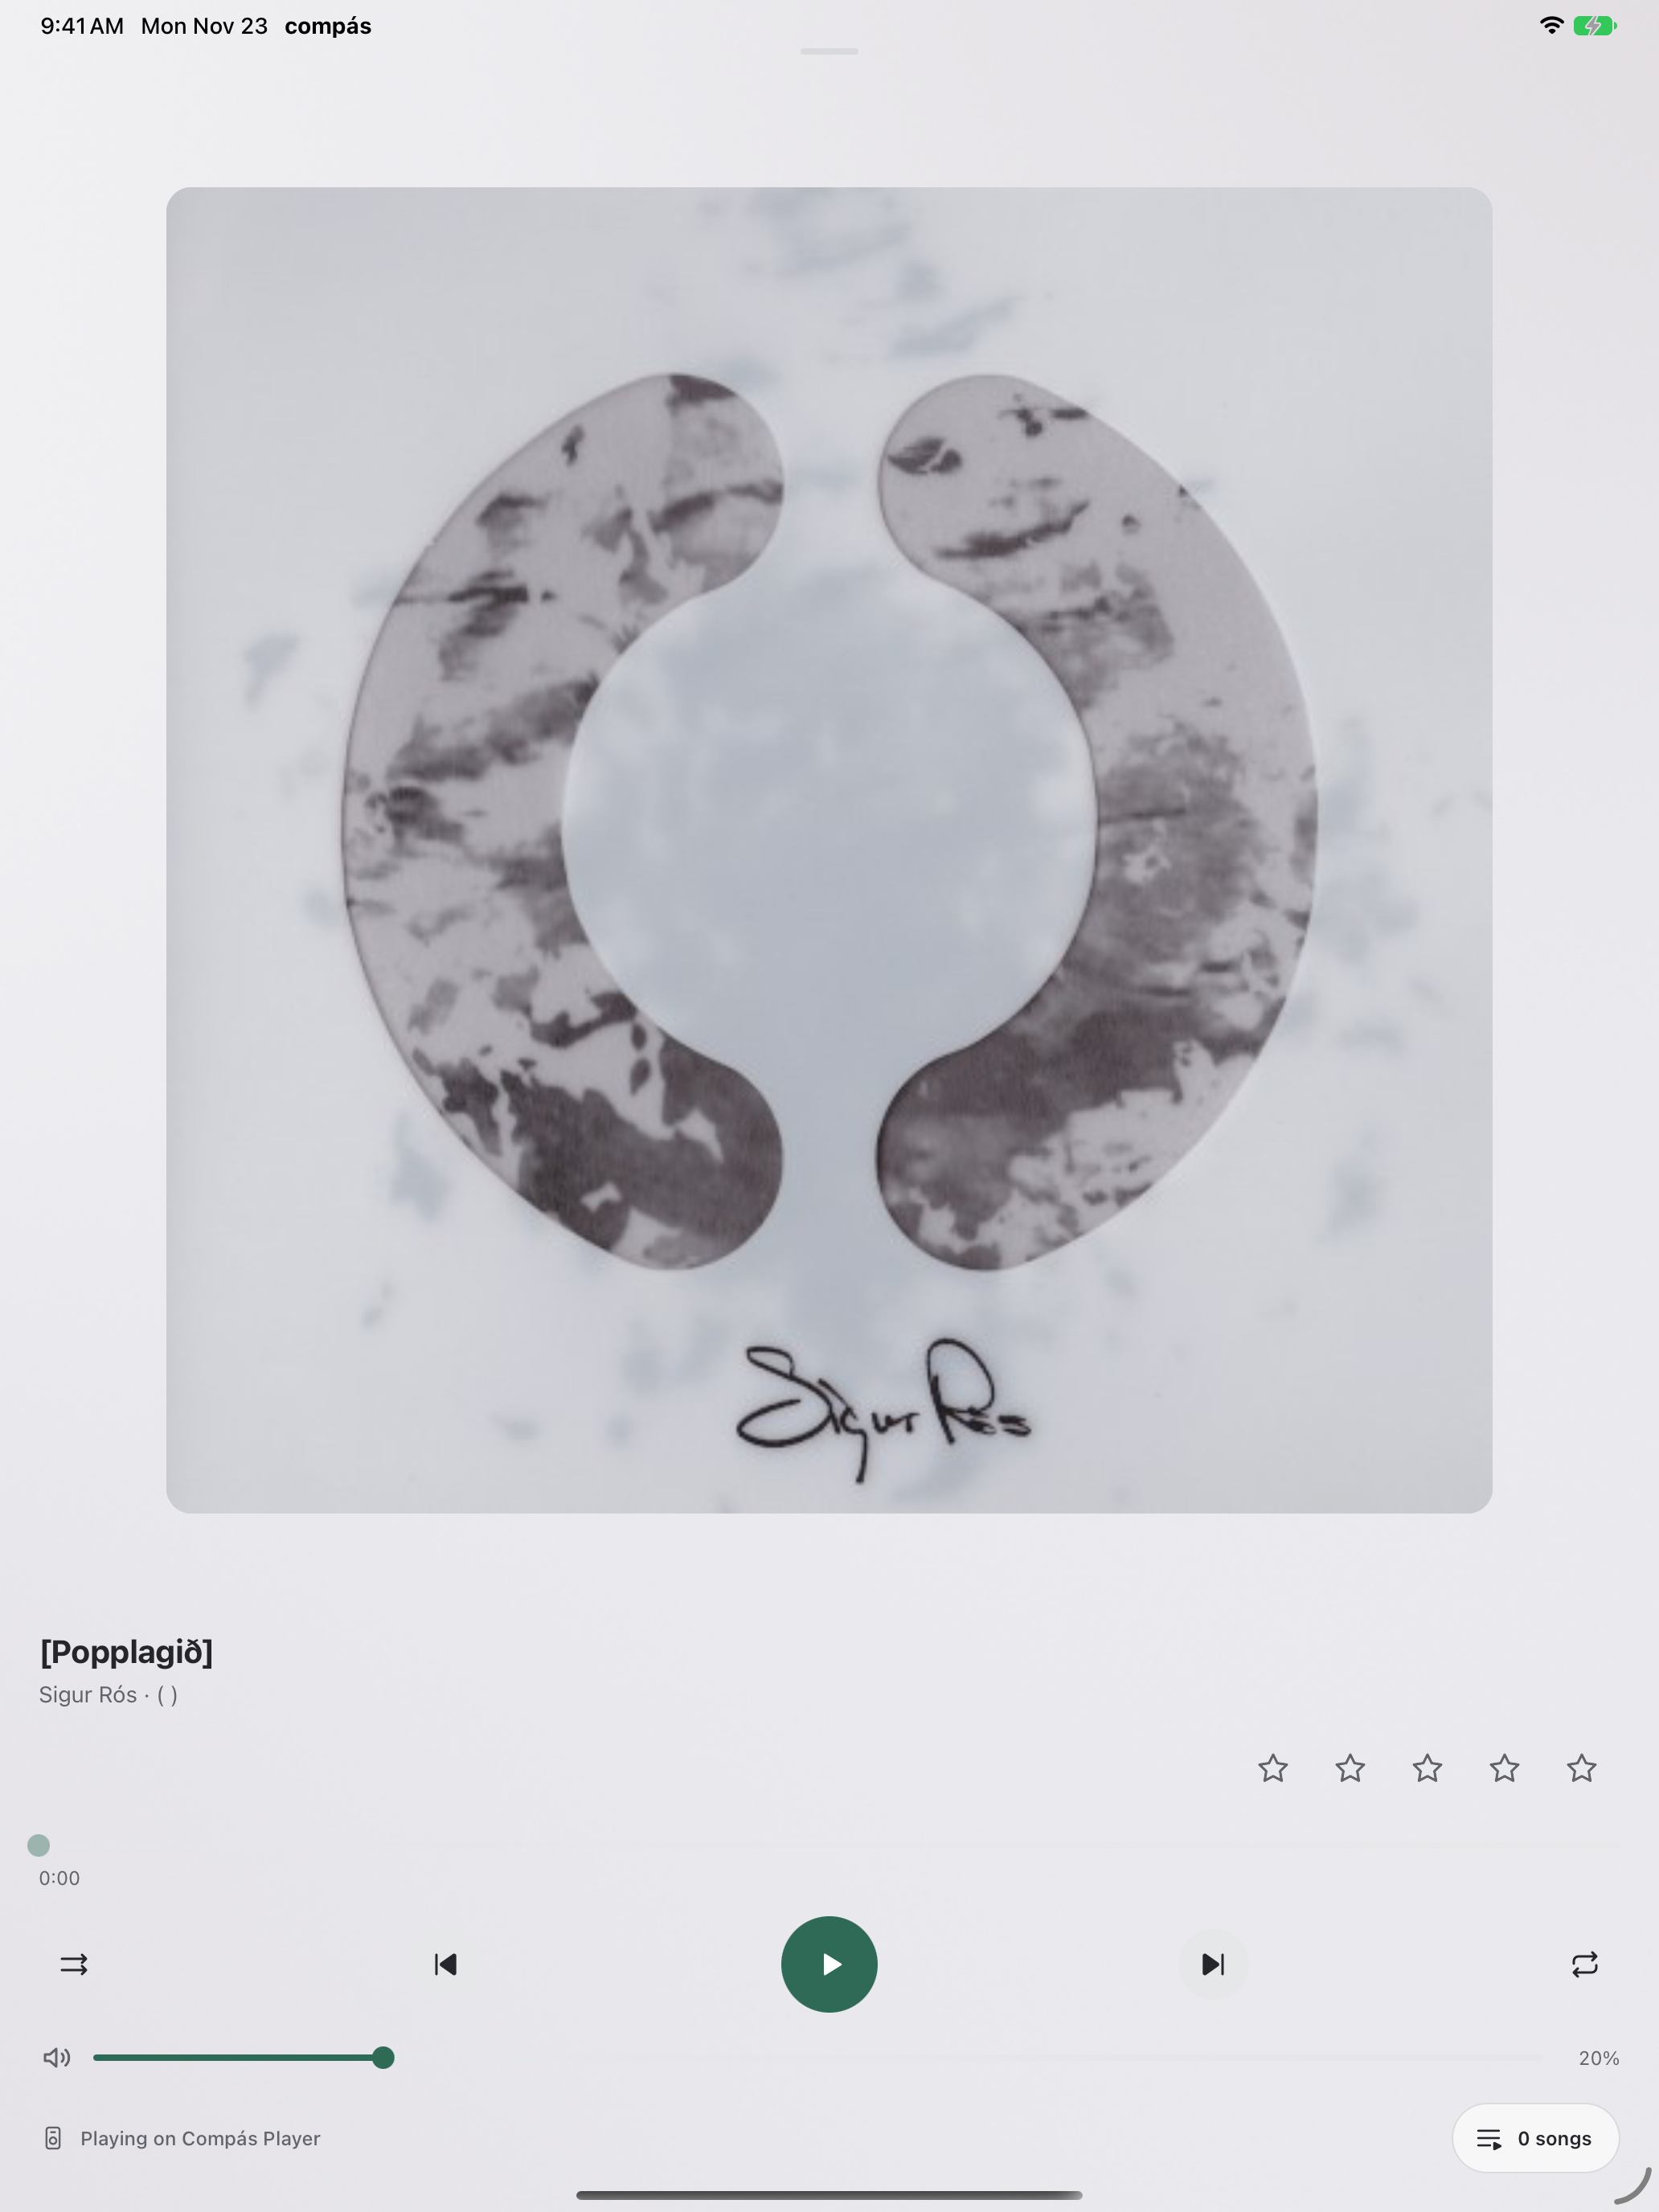 9:41 AM Mon Nov 23 compás
Sigur Rós
[Popplagið]
Sigur Rós · ( )
0:00
20%
Playing on Compás Player
0 songs